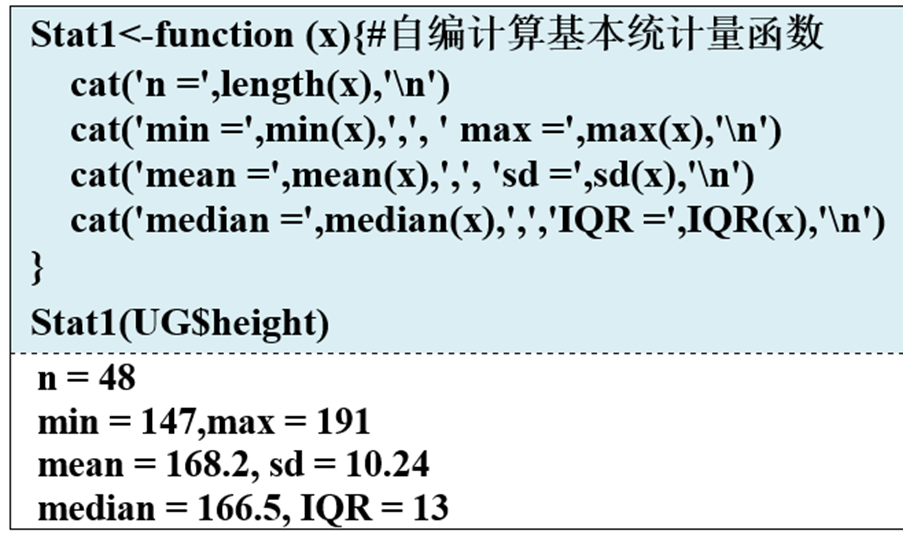 Stat1<-function (x){#自编计算基本统计量函数
cat('n =',length(x),'\n')
cat('min =',min(x),',', ' max =',max(x),'\n')
cat('mean =',mean(x),',', 'sd =',sd(x),'\n')
cat('median =',median(x),',','IQR =',IQR(x),'\n')
}
Stat1(UG$height)
n = 48
min = 147,max = 191
mean = 168.2, sd = 10.24
median = 166.5, IQR = 13